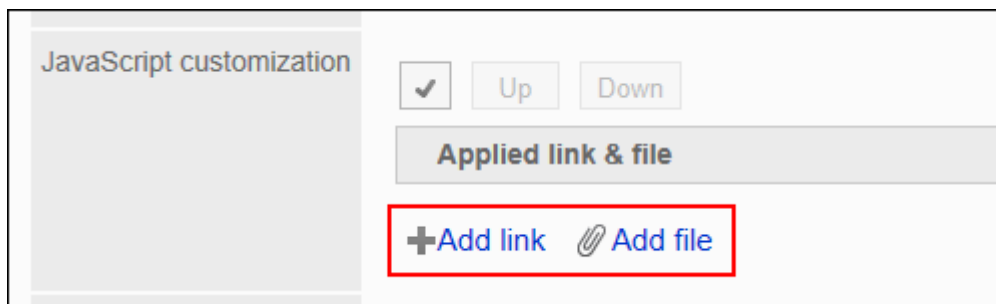 JavaScript customization
Up Down
Applied link & file
Add link Add file